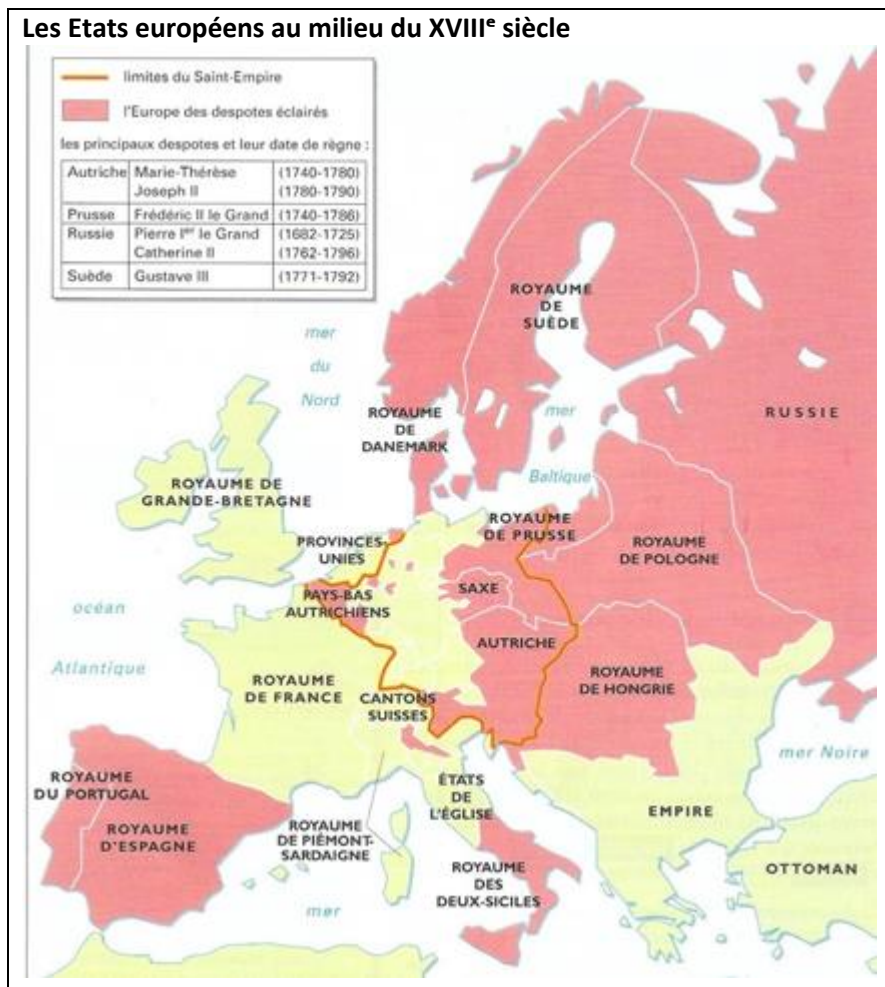 Les Etats européens au milieu du XVIIIᵉ siècle
limites du Saint-Empire
l'Europe des despotes éclairés
les principaux despotes et leur date de règne :
Autriche Marie-Thérèse (1740-1780)
Joseph II (1780-1790)
Prusse Frédéric II le Grand (1740-1786)
Russie Pierre Iᵉʳ le Grand (1682-1725)
Catherine II (1762-1796)
Suède Gustave III (1771-1792)
ROYAUME
DE
SUÈDE
mer
du
Nord
ROYAUME
DE
DANEMARK
mer
Baltique
RUSSIE
ROYAUME DE
GRANDE-BRETAGNE
PROVINCES-
UNIES
ROYAUME
DE PRUSSE
ROYAUME
DE POLOGNE
PAYS-BAS
AUTRICHIENS
SAXE
océan
Atlantique
AUTRICHE
ROYAUME
DE FRANCE
CANTONS
SUISSES
ROYAUME
DE HONGRIE
mer Noire
ROYAUME
DU PORTUGAL
ROYAUME
D'ESPAGNE
ÉTATS
DE
L'ÉGLISE
EMPIRE
OTTOMAN
ROYAUME
DE PIÉMONT-
SARDAIGNE
ROYAUME
DES
DEUX-SICILES
mer